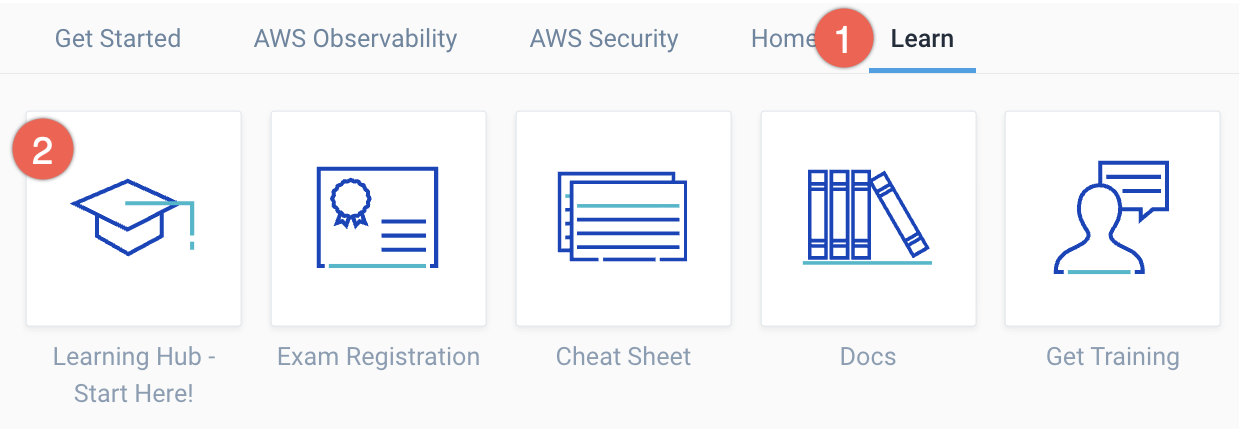 Get Started AWS Observability AWS Security Home 1 Learn
2
Learning Hub - Exam Registration Cheat Sheet Docs Get Training
Start Here!